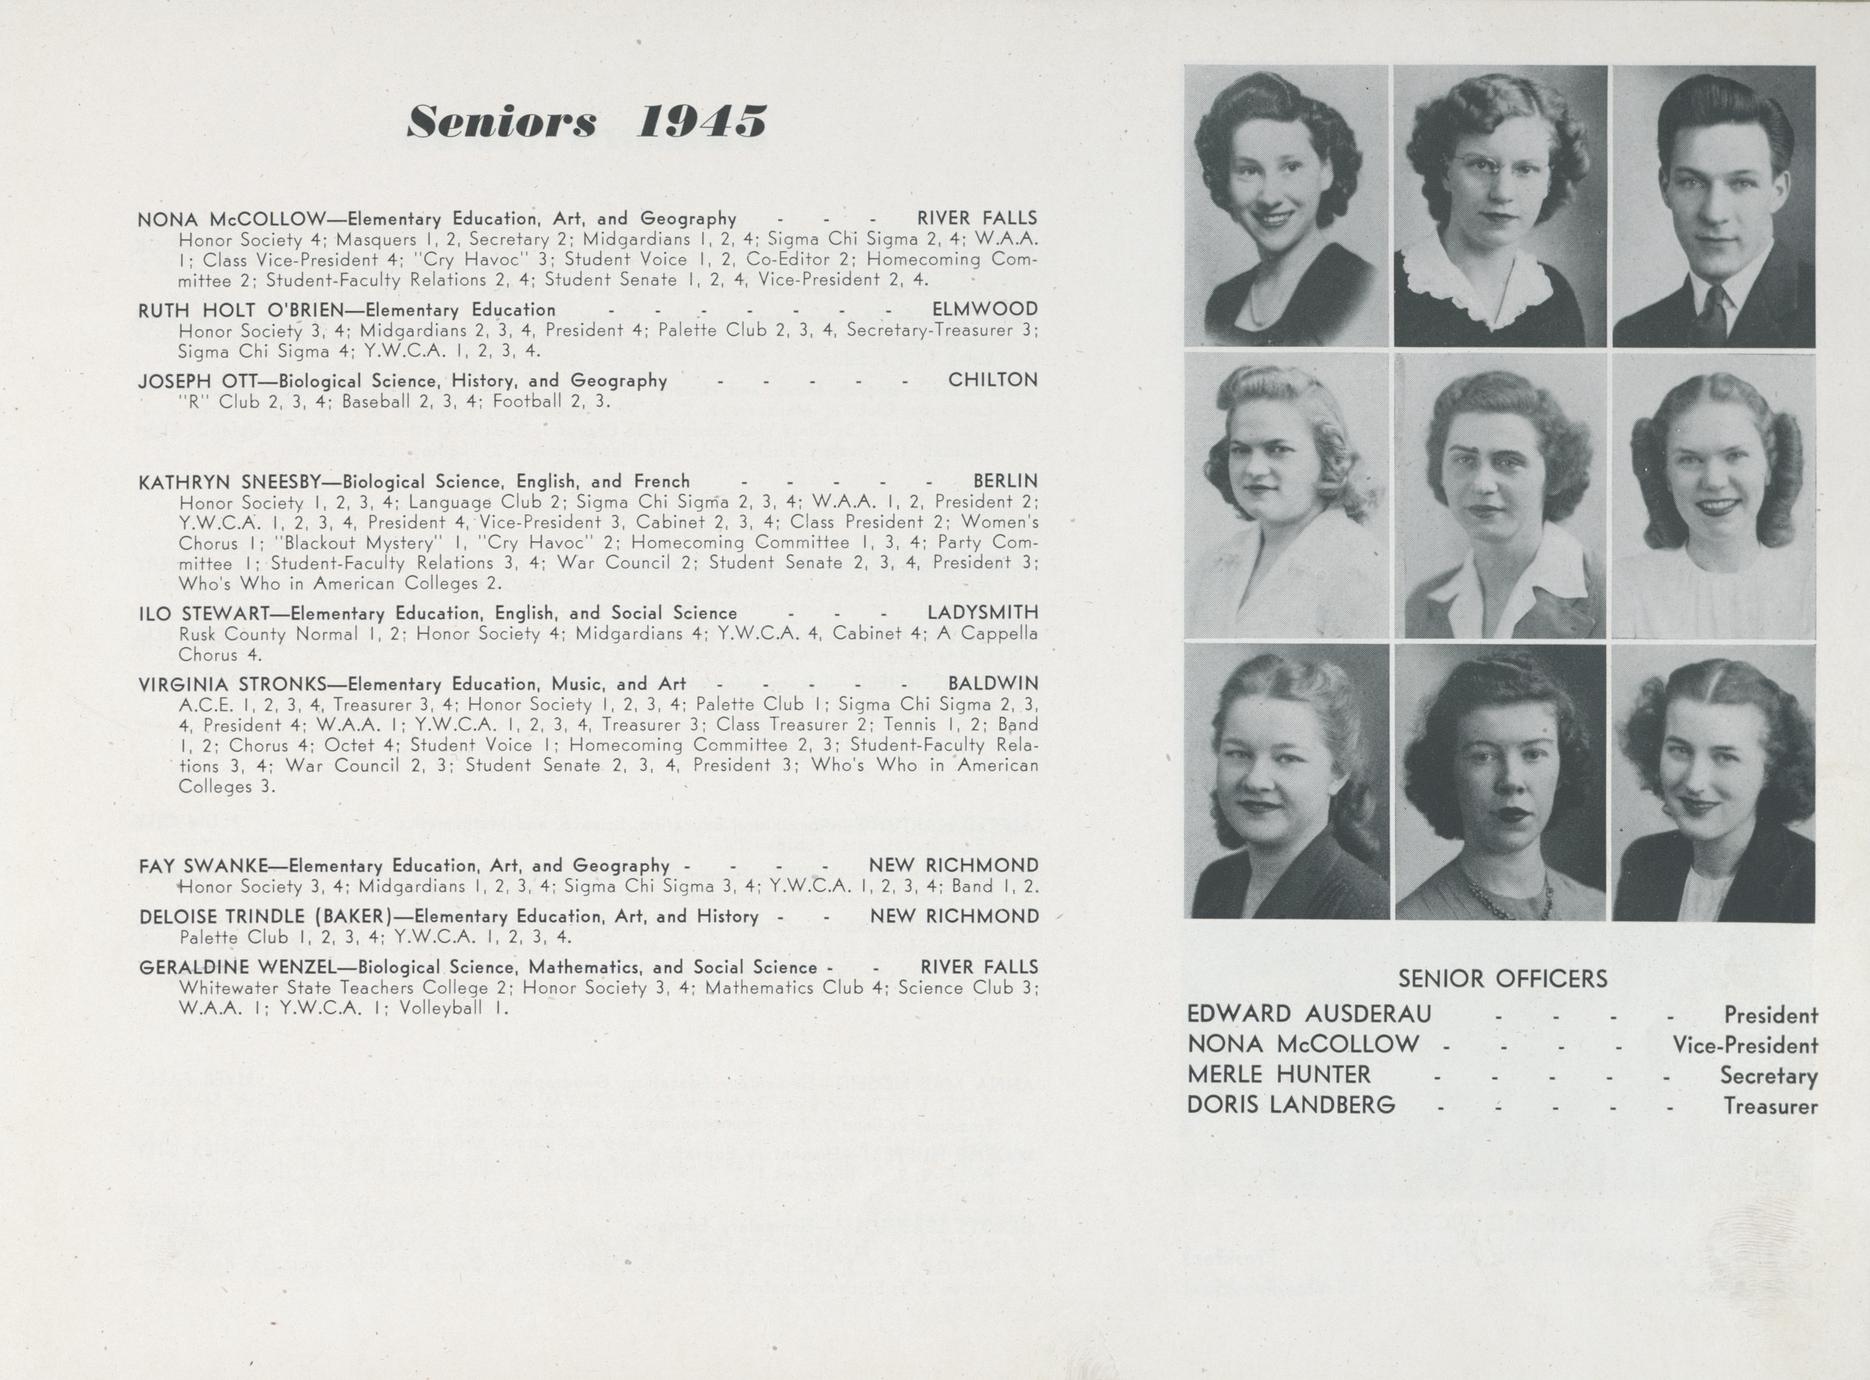 Seniors 1945
NONA McCOLLOW—Elementary Education, Art, and Geography - - - RIVER FALLS
Honor Society 4; Masquers 1, 2, Secretary 2; Midgardians 1, 2, 4; Sigma Chi Sigma 2, 4; W.A.A.
1; Class Vice-President 4; "Cry Havoc" 3; Student Voice 1, 2, Co-Editor 2; Homecoming Com-
mittee 2; Student-Faculty Relations 2, 4; Student Senate 1, 2, 4, Vice-President 2, 4.
RUTH HOLT O'BRIEN—Elementary Education - - - - - - ELMWOOD
Honor Society 3, 4; Midgardians 2, 3, 4, President 4; Palette Club 2, 3, 4, Secretary-Treasurer 3;
Sigma Chi Sigma 4; Y.W.C.A. 1, 2, 3, 4.
JOSEPH OTT—Biological Science, History, and Geography - - - - - CHILTON
"R" Club 2, 3, 4; Baseball 2, 3, 4; Football 2, 3.
KATHRYN SNEESBY—Biological Science, English, and French - - - - - BERLIN
Honor Society 1, 2, 3, 4; Language Club 2; Sigma Chi Sigma 2, 3, 4; W.A.A. 1, 2, President 2;
Y.W.C.A. 1, 2, 3, 4, President 4, Vice-President 3, Cabinet 2, 3, 4; Class President 2; Women's
Chorus 1; "Blackout Mystery" 1, "Cry Havoc" 2; Homecoming Committee 1, 3, 4; Party Com-
mittee 1; Student-Faculty Relations 3, 4; War Council 2; Student Senate 2, 3, 4, President 3;
Who's Who in American Colleges 2.
ILO STEWART—Elementary Education, English, and Social Science - - - LADYSMITH
Rusk County Normal 1, 2; Honor Society 4; Midgardians 4; Y.W.C.A. 4, Cabinet 4; A Cappella
Chorus 4.
VIRGINIA STRONKS—Elementary Education, Music, and Art - - - - - BALDWIN
A.C.E. 1, 2, 3, 4, Treasurer 3, 4; Honor Society 1, 2, 3, 4; Palette Club 1; Sigma Chi Sigma 2, 3,
4, President 4; W.A.A. 1; Y.W.C.A. 1, 2, 3, 4, Treasurer 3; Class Treasurer 2; Tennis 1, 2; Band
1, 2; Chorus 4; Octet 4; Student Voice 1; Homecoming Committee 2, 3; Student-Faculty Rela-
tions 3, 4; War Council 2, 3; Student Senate 2, 3, 4, President 3; Who's Who in American
Colleges 3.
FAY SWANKE—Elementary Education, Art, and Geography - - - - NEW RICHMOND
Honor Society 3, 4; Midgardians 1, 2, 3, 4; Sigma Chi Sigma 3, 4; Y.W.C.A. 1, 2, 3, 4; Band 1, 2.
DELOISE TRINDLE (BAKER)—Elementary Education, Art, and History - - NEW RICHMOND
Palette Club 1, 2, 3, 4; Y.W.C.A. 1, 2, 3, 4.
GERALDINE WENZEL—Biological Science, Mathematics, and Social Science - - RIVER FALLS
Whitewater State Teachers College 2; Honor Society 3, 4; Mathematics Club 4; Science Club 3;
W.A.A. 1; Y.W.C.A. 1; Volleyball 1.
SENIOR OFFICERS
EDWARD AUSDERAU - - - - President
NONA McCOLLOW - - - - Vice-President
MERLE HUNTER - - - - - Secretary
DORIS LANDBERG - - - - - Treasurer